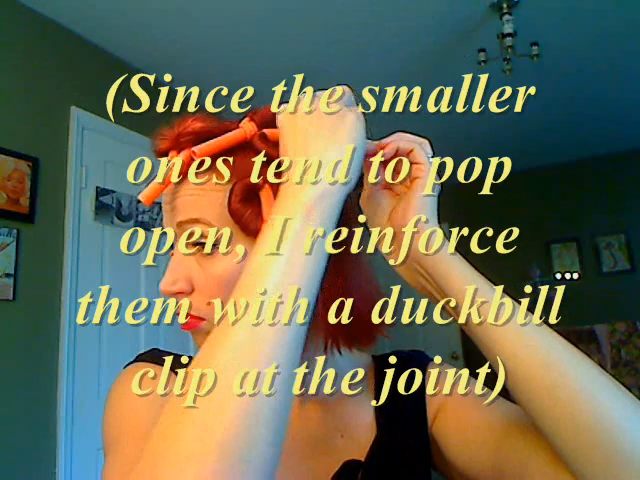 (Since the smaller
ones tend to pop
open, I reinforce
them with a duckbill
clip at the joint)
...